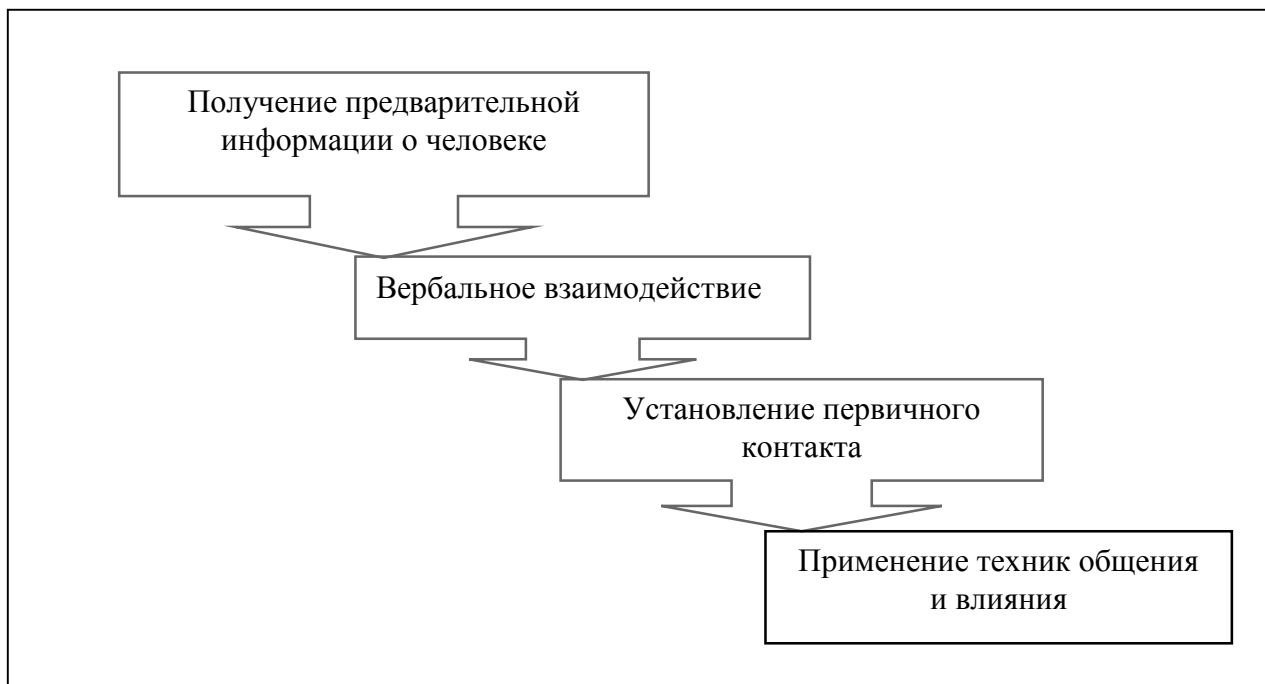 Получение предварительной
информации о человеке
Вербальное взаимодействие
Установление первичного
контакта
Применение техник общения
и влияния